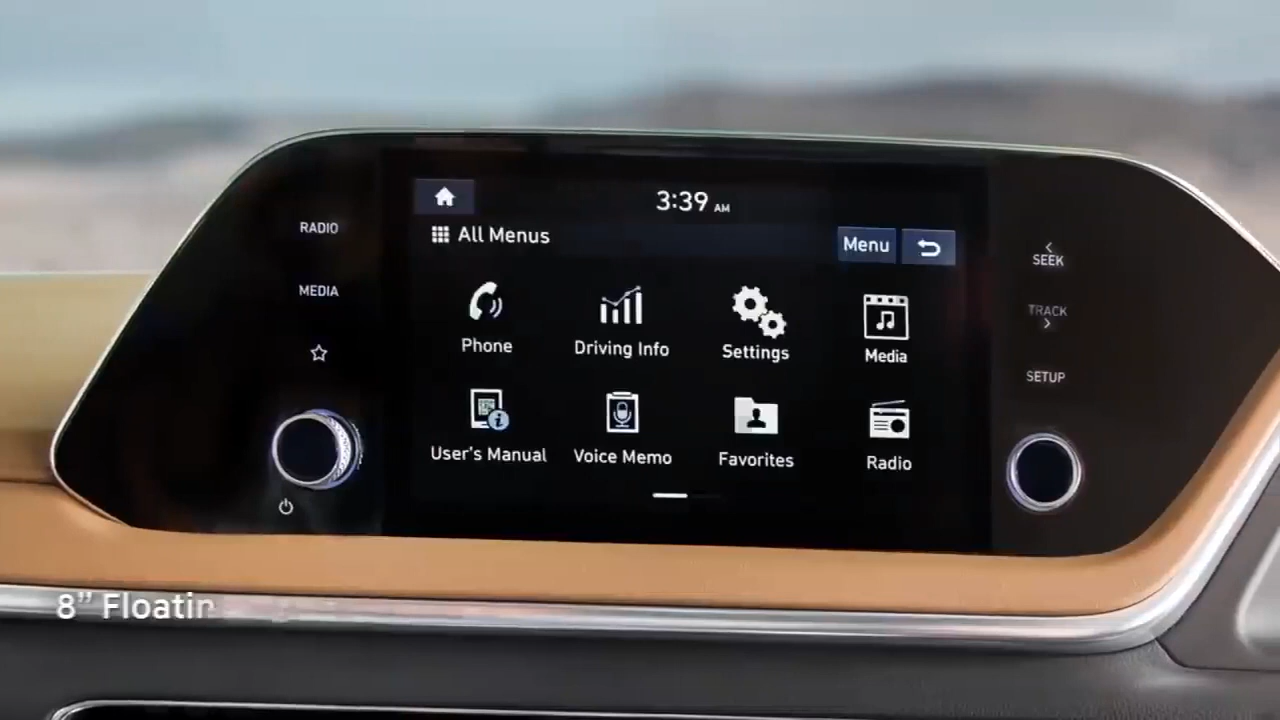 3:39 AM
All Menus
Menu
RADIO
MEDIA
SEEK
TRACK
SETUP
Phone
Driving Info
Settings
Media
User's Manual
Voice Memo
Favorites
Radio
8” Floatin